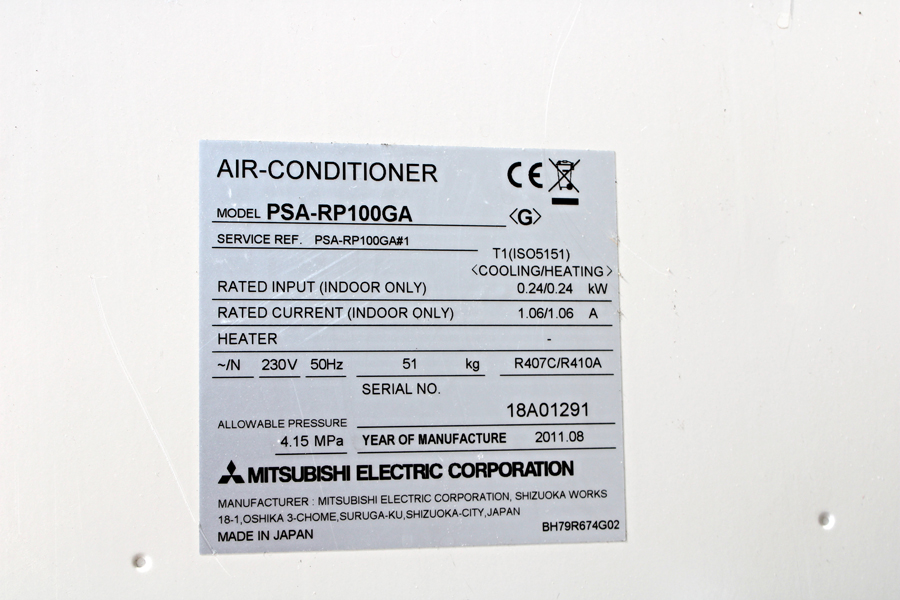 AIR-CONDITIONER
CE
MODEL PSA-RP100GA
<G>
SERVICE REF. PSA-RP100GA#1
T1(ISO5151)
<COOLING/HEATING>
RATED INPUT (INDOOR ONLY) 0.24/0.24 kW
RATED CURRENT (INDOOR ONLY) 1.06/1.06 A
HEATER -
~/N 230V 50Hz 51 kg R407C/R410A
SERIAL NO.
18A01291
ALLOWABLE PRESSURE
4.15 MPa YEAR OF MANUFACTURE 2011.08
MITSUBISHI ELECTRIC CORPORATION
MANUFACTURER : MITSUBISHI ELECTRIC CORPORATION, SHIZUOKA WORKS
18-1,OSHIKA 3-CHOME,SURUGA-KU,SHIZUOKA-CITY,JAPAN
MADE IN JAPAN
BH79R674G02